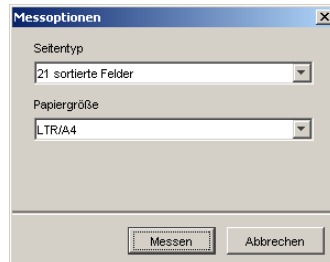 Messoptionen
Seitentyp
21 sortierte Felder
Papiergröße
LTR/A4
Messen
Abbrechen